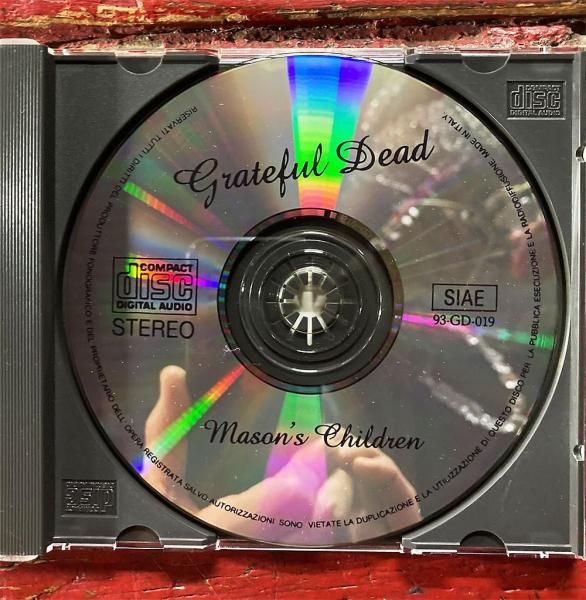 COMPACT
disc
DIGITAL AUDIO
Grateful Dead
COMPACT
disc
DIGITAL AUDIO
STEREO
SIAE
93-GD-019
Mason's Children
RISERVATI TUTTI I DIRITTI DEL PRODUTTORE FONOGRAFICO E DEL PROPRIETARIO DELL'OPERA REGISTRATA SALVO AUTORIZZAZIONI SONO VIETATE LA DUPLICAZIONE E LA UTILIZZAZIONE DI QUESTO DISCO PER LA PUBBLICA ESECUZIONE E LA RADIODIFFUSIONE MADE IN ITALY